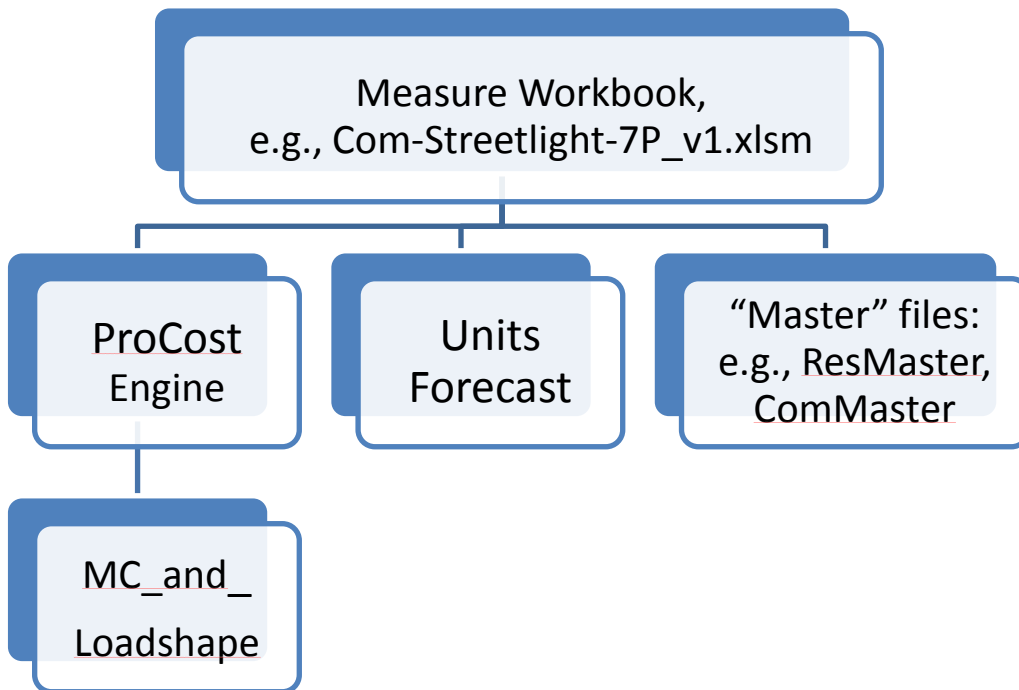 Measure Workbook,
e.g., Com-Streetlight-7P_v1.xlsm
ProCost
Engine
Units
Forecast
“Master” files:
e.g., ResMaster,
ComMaster
MC_and_
Loadshape